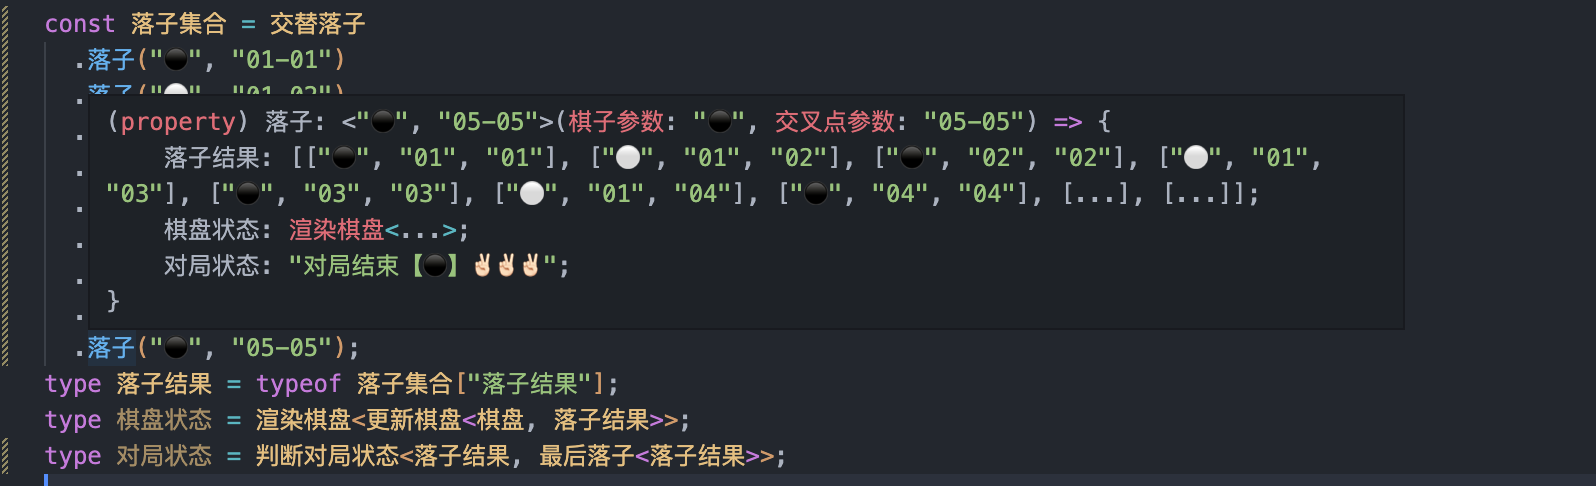 const 落子集合 = 交替落子
.落子("⚫", "01-01")
.落子("⚪", "01-02")
(property) 落子: <"⚫", "05-05">(棋子参数: "⚫", 交叉点参数: "05-05") => {
落子结果: [["⚫", "01", "01"], ["⚪", "01", "02"], ["⚫", "02", "02"], ["⚪", "01",
"03"], ["⚫", "03", "03"], ["⚪", "01", "04"], ["⚫", "04", "04"], [...], [...]];
棋盘状态: 渲染棋盘<...>;
对局状态: "对局结束【⚫】✌🏻✌🏻✌🏻";
}
.落子("⚫", "05-05");
type 落子结果 = typeof 落子集合["落子结果"];
type 棋盘状态 = 渲染棋盘<更新棋盘<棋盘, 落子结果>>;
type 对局状态 = 判断对局状态<落子结果, 最后落子<落子结果>>;